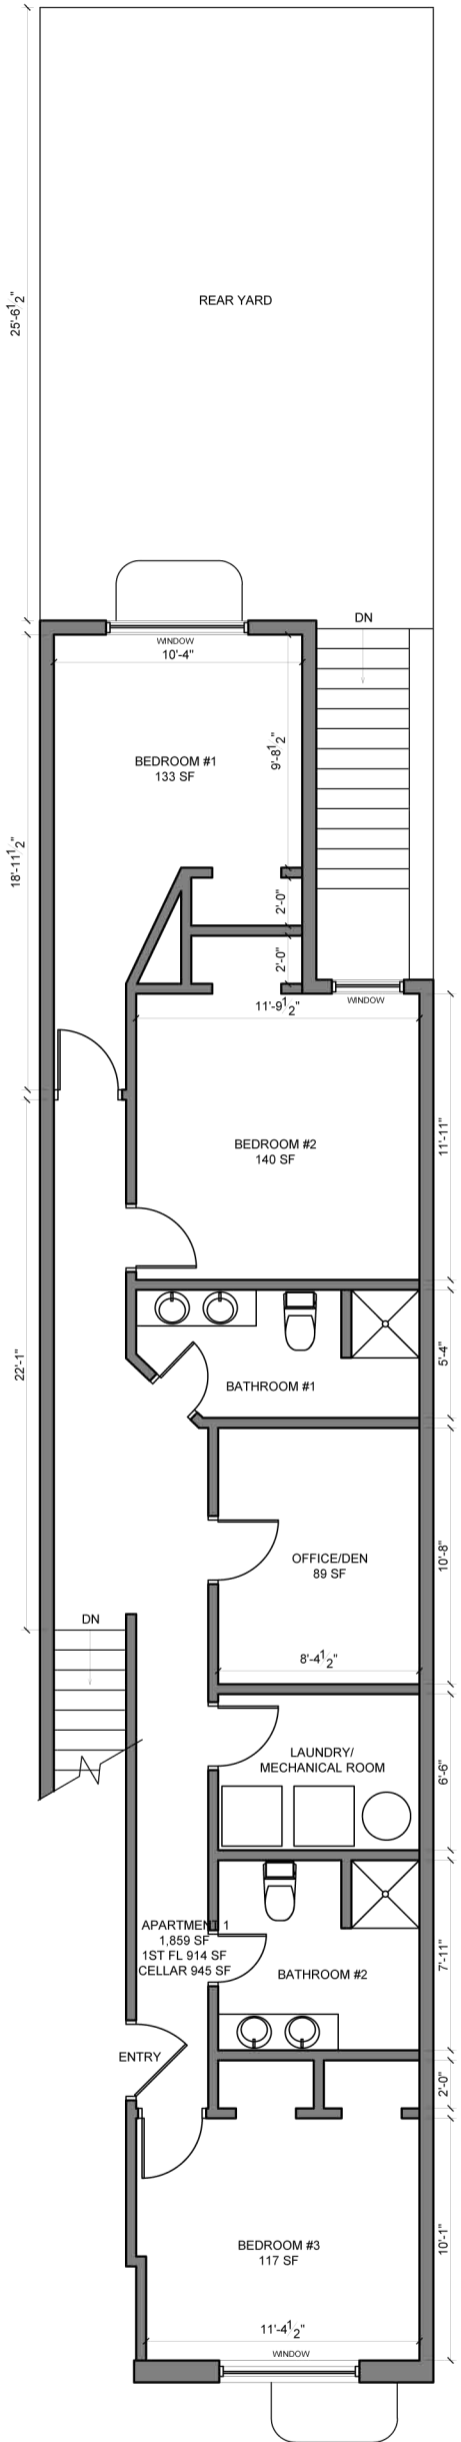 25'-6 1/2"
REAR YARD
DN
WINDOW
10'-4"
9'-8 1/2"
BEDROOM #1
133 SF
18'-11 1/2"
2'-0"
2'-0"
WINDOW
11'-9 1/2"
11'-11"
BEDROOM #2
140 SF
5'-4"
22'-1"
BATHROOM #1
10'-8"
OFFICE/DEN
89 SF
DN
8'-4 1/2"
LAUNDRY/
MECHANICAL ROOM
6'-6"
APARTMENT 1
1,859 SF
1ST FL 914 SF
CELLAR 945 SF
7'-11"
BATHROOM #2
ENTRY
2'-0"
BEDROOM #3
117 SF
10'-1"
11'-4 1/2"
WINDOW